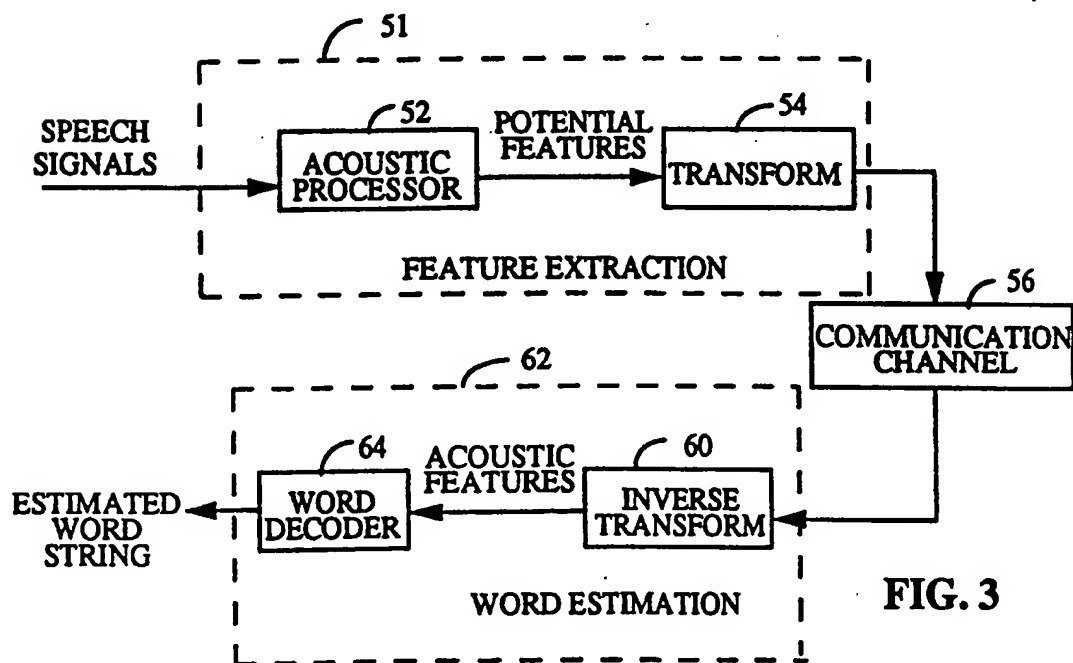 51
SPEECH
SIGNALS
52
ACOUSTIC
PROCESSOR
POTENTIAL
FEATURES
54
TRANSFORM
FEATURE EXTRACTION
56
COMMUNICATION
CHANNEL
62
64
WORD
DECODER
ACOUSTIC
FEATURES
60
INVERSE
TRANSFORM
ESTIMATED
WORD
STRING
WORD ESTIMATION
FIG. 3